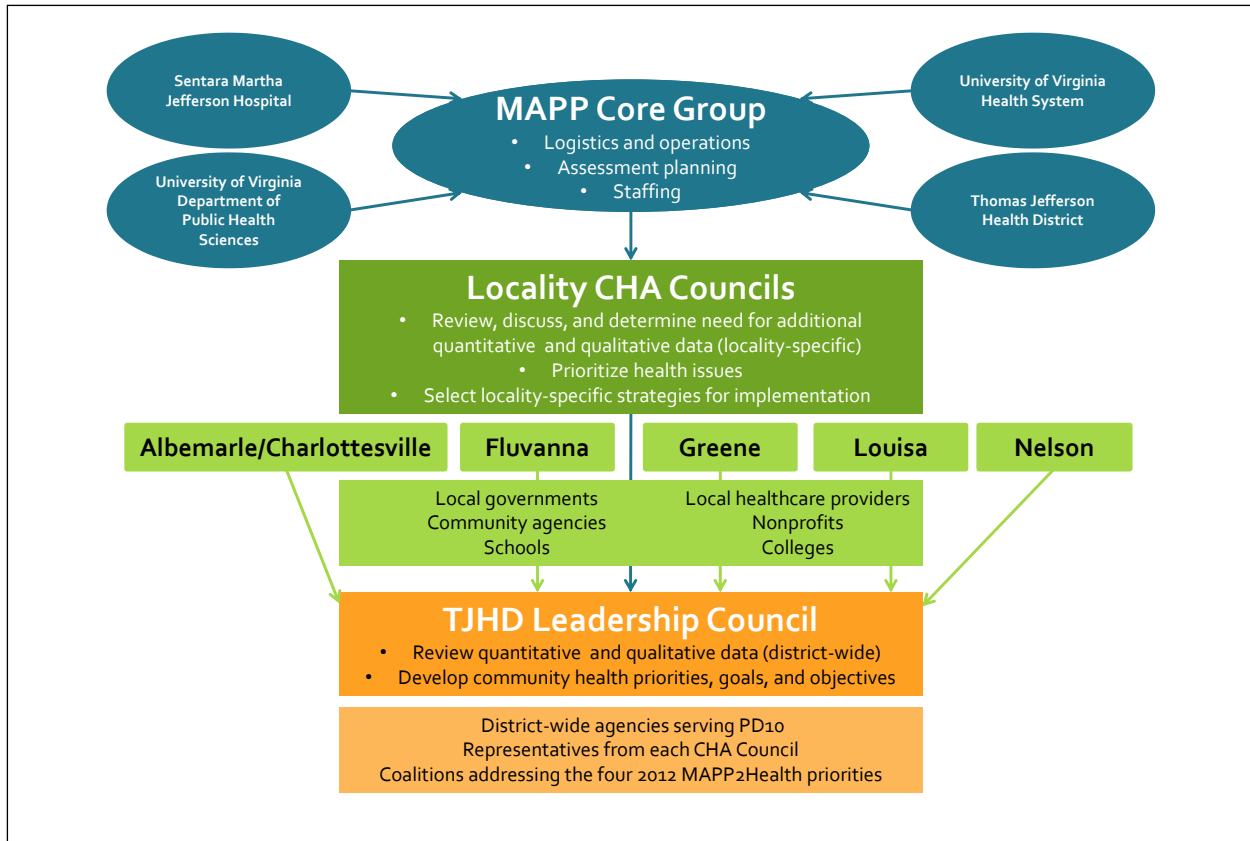 Sentara Martha
Jefferson Hospital
University of Virginia
Health System
MAPP Core Group
• Logistics and operations
• Assessment planning
• Staffing
University of Virginia
Department of
Public Health
Sciences
Thomas Jefferson
Health District
Locality CHA Councils
• Review, discuss, and determine need for additional
quantitative and qualitative data (locality-specific)
• Prioritize health issues
• Select locality-specific strategies for implementation
Albemarle/Charlottesville
Fluvanna
Greene
Louisa
Nelson
Local governments
Community agencies
Schools
Local healthcare providers
Nonprofits
Colleges
TJHD Leadership Council
• Review quantitative and qualitative data (district-wide)
• Develop community health priorities, goals, and objectives
District-wide agencies serving PD10
Representatives from each CHA Council
Coalitions addressing the four 2012 MAPP2Health priorities